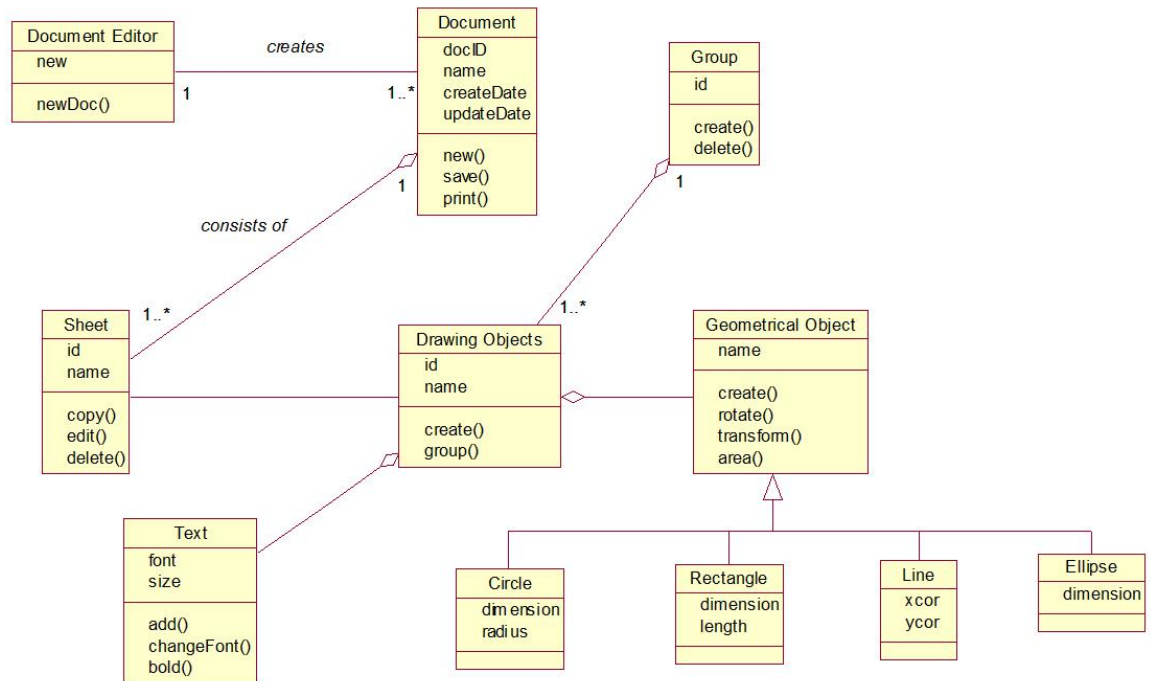 Document Editor
new
newDoc()
creates
1
1..*
Document
docID
name
createDate
updateDate
new()
save()
print()
1
consists of
1..*
Group
id
create()
delete()
1
1..*
Sheet
id
name
copy()
edit()
delete()
Drawing Objects
id
name
create()
group()
Geometrical Object
name
create()
rotate()
transform()
area()
Text
font
size
add()
changeFont()
bold()
Circle
dimension
radius
Rectangle
dimension
length
Line
xcor
ycor
Ellipse
dimension